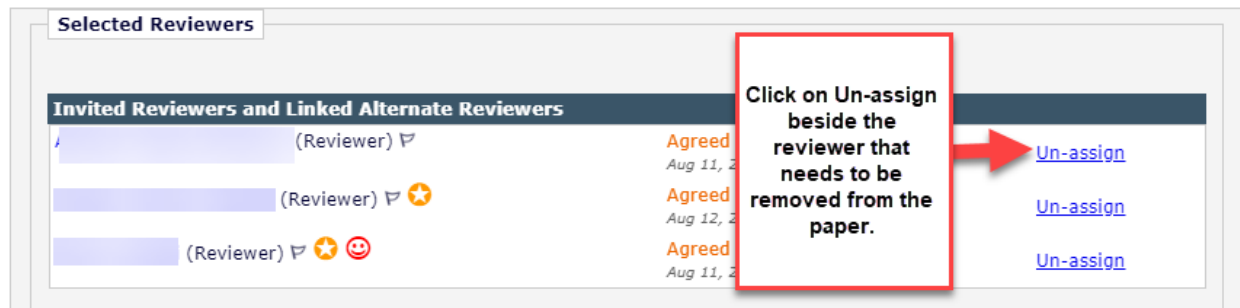 Selected Reviewers
Invited Reviewers and Linked Alternate Reviewers
(Reviewer) Agreed Un-assign
Aug 11,
(Reviewer) Agreed Un-assign
Aug 12,
(Reviewer) Agreed Un-assign
Aug 11,
Click on Un-assign
beside the
reviewer that
needs to be
removed from the
paper.